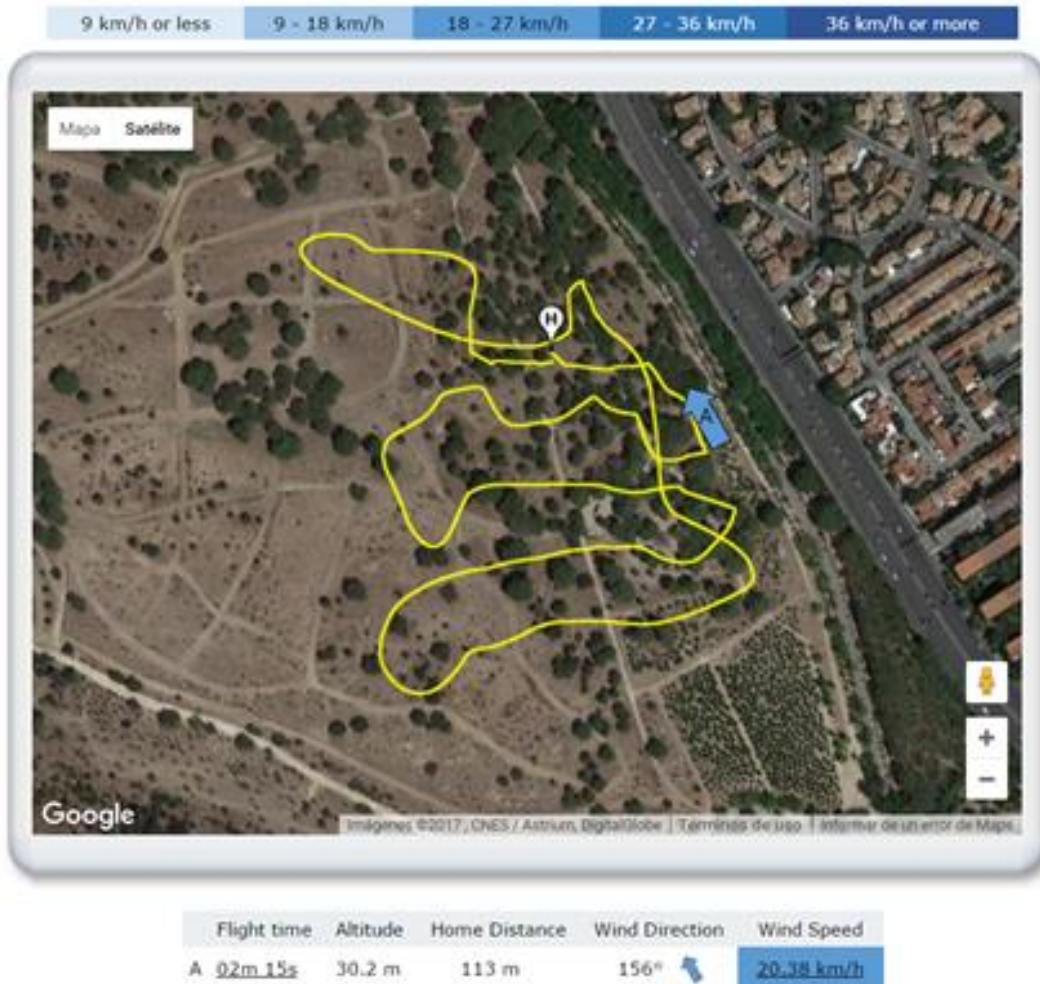 9 km/h or less 9 - 18 km/h 18 - 27 km/h 27 - 36 km/h 36 km/h or more
Mapa Satélite
H
A
+
−
Google
Imágenes ©2017, CNES / Astrium, DigitalGlobe Términos de uso Informar de un error de Maps
Flight time Altitude Home Distance Wind Direction Wind Speed
A 02m 15s 30.2 m 113 m 156° 20.38 km/h